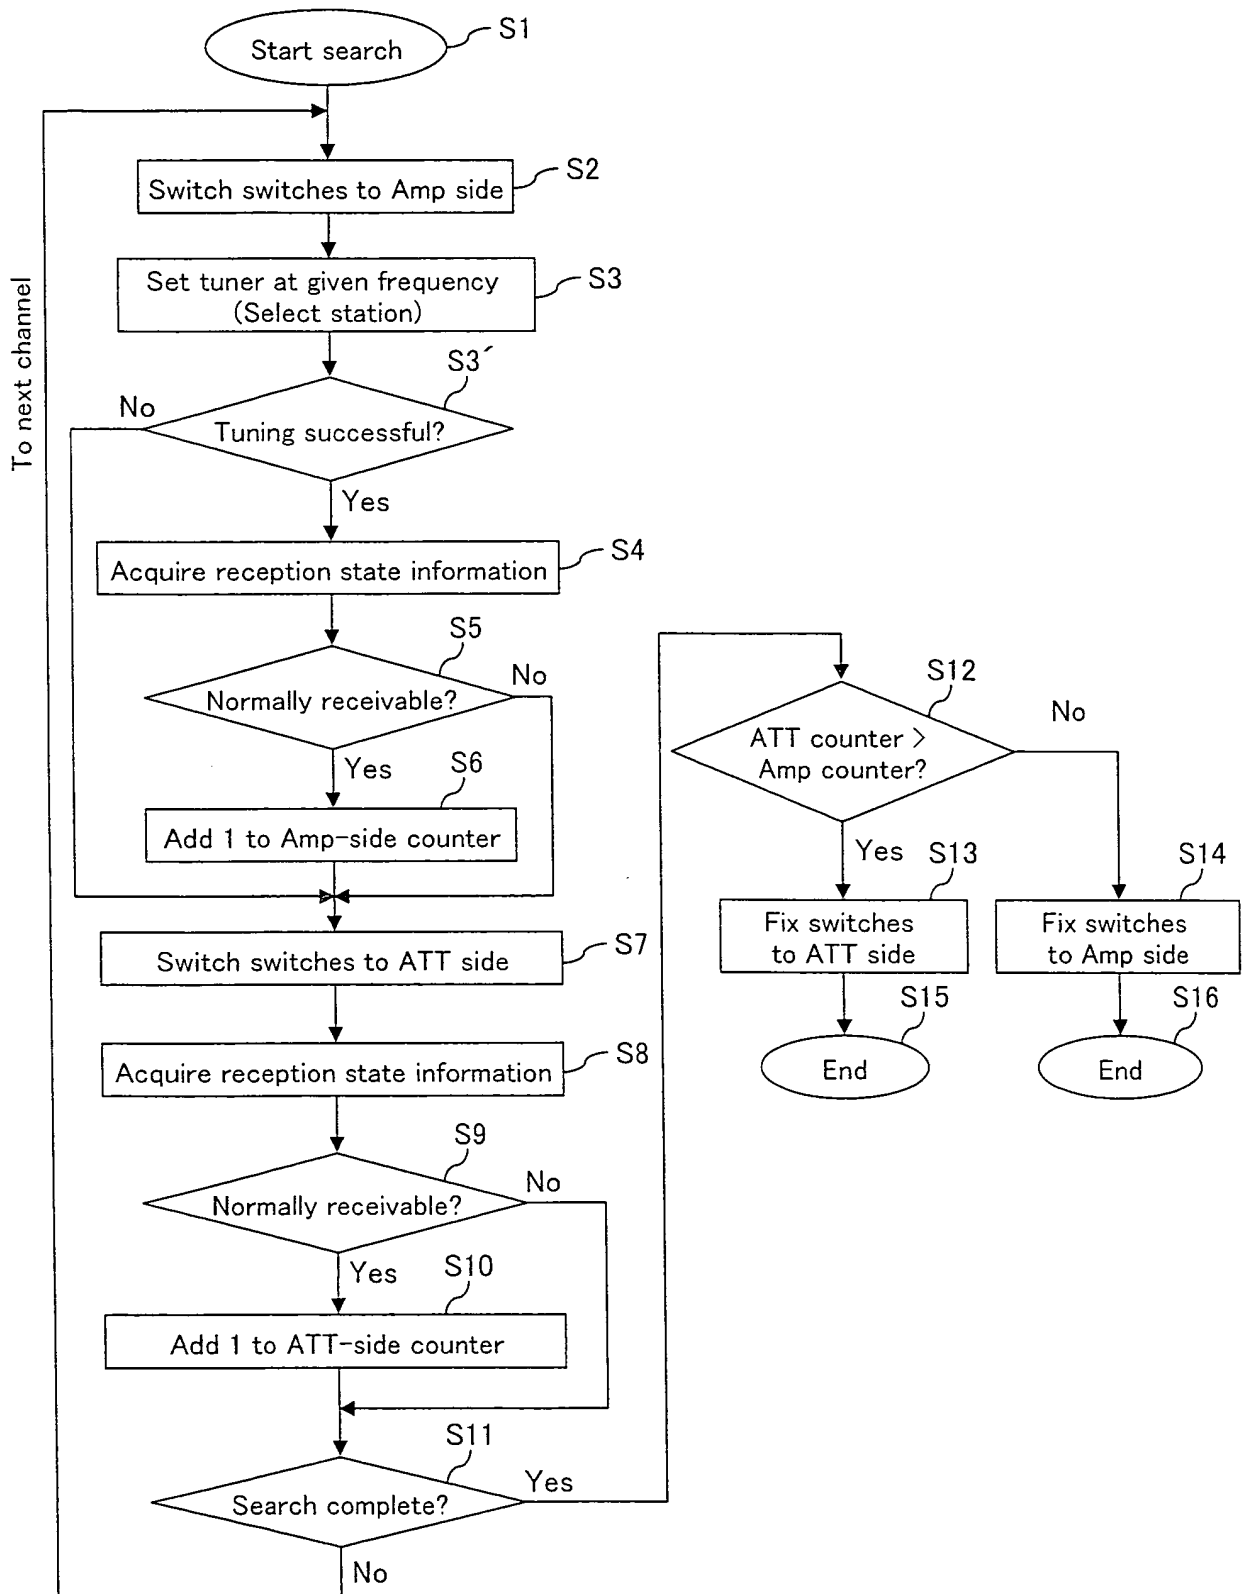 Start search
S1
To next channel
Switch switches to Amp side
S2
Set tuner at given frequency
(Select station)
S3
S3´
No
Tuning successful?
Yes
Acquire reception state information
S4
S5
Normally receivable?
No
Yes
S6
Add 1 to Amp-side counter
Switch switches to ATT side
S7
Acquire reception state information
S8
S9
Normally receivable?
No
Yes
S10
Add 1 to ATT-side counter
S11
Search complete?
Yes
No
S12
ATT counter >
Amp counter?
No
Yes
S13
Fix switches
to ATT side
S14
Fix switches
to Amp side
S15
End
S16
End